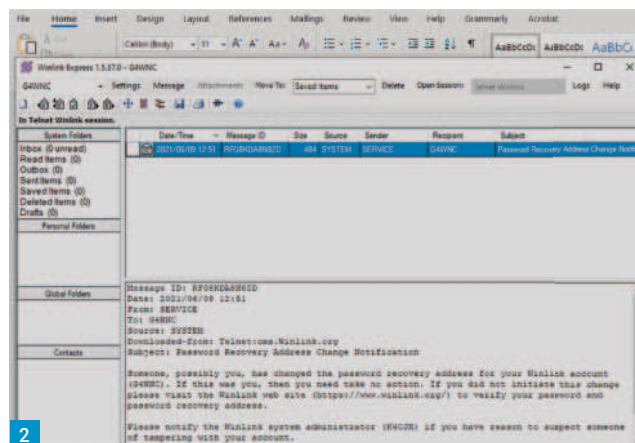 File Home Insert Design Layout References Mailings Review View Help Grammarly Acrobat
Calibri (Body) 11 A A Aa A
AaBbCcDc AaBbCcDc AaBbCc
Winlink Express 1.5.37.0 - G4WNC
G4WNC Settings Message Attachments Move To: Saved Items Delete Open Session: Telnet Winlink Logs Help
In Telnet Winlink session.
System Folders Date/Time Message ID Size Source Sender Recipient Subject
Inbox (0 unread) 2021/06/09 12:51 484 SYSTEM SERVICE G4WNC Password Recovery Address Change Notifi
Read Items (0)
Outbox (0)
Sent Items (0)
Saved Items (0)
Deleted Items (0)
Drafts (0)
Personal Folders
Global Folders
Contacts
Message ID:
Date: 2021/06/09 12:51
From: SERVICE
To: G4WNC
Source: SYSTEM
Downloaded-from: Telnet:cms.Winlink.org
Subject: Password Recovery Address Change Notification
Someone, possibly you, has changed the password recovery address for your Winlink account
(G4WNC). If this was you, then you need take no action. If you did not initiate this change
please visit the Winlink web site (https://www.winlink.org/) to verify your password and
password recovery address.
Please notify the Winlink system administrator if you have reason to suspect someone
of tampering with your account.
2